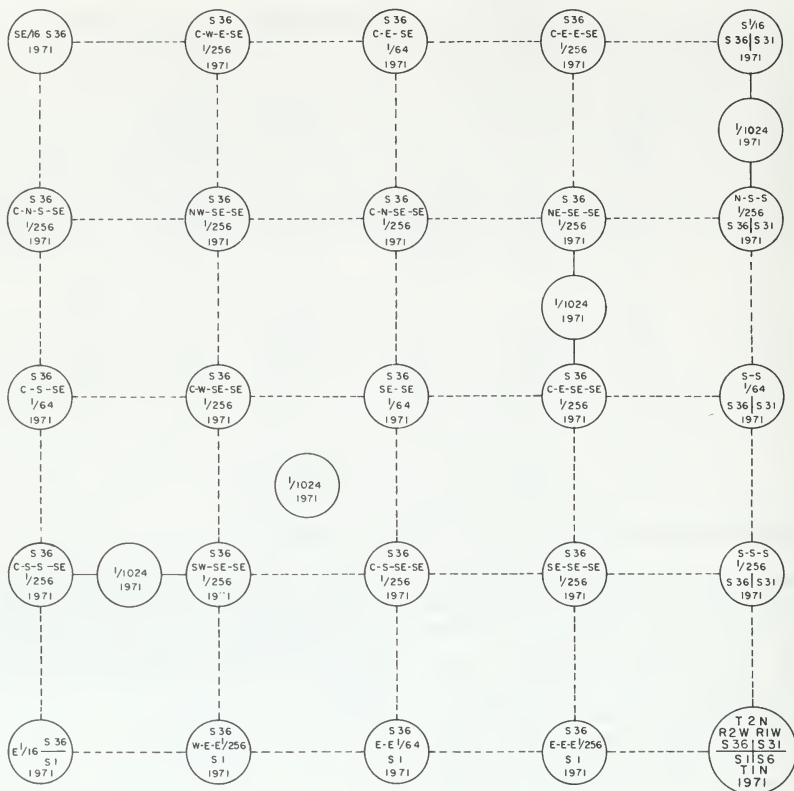 SE/16 S 36
1971
S 36
C-W-E-SE
1/256
1971
S 36
C-E-SE
1/64
1971
S 36
C-E-E-SE
1/256
1971
S 1/16
S 36|S 31
1971
1/1024
1971
S 36
C-N-S-SE
1/256
1971
S 36
NW-SE-SE
1/256
1971
S 36
C-N-SE-SE
1/256
1971
S 36
NE-SE-SE
1/256
1971
N-S-S
1/256
S 36|S 31
1971
1/1024
1971
S 36
C-S-SE
1/64
1971
S 36
C-W-SE-SE
1/256
1971
S 36
SE-SE
1/64
1971
S 36
C-E-SE-SE
1/256
1971
S-S
1/64
S 36|S 31
1971
1/1024
1971
S 36
C-S-S-SE
1/256
1971
1/1024
1971
S 36
SW-SE-SE
1/256
S 36
C-S-SE-SE
1/256
1971
S 36
SE-SE-SE
1/256
1971
S-S-S
1/256
S 36|S 31
1971
E 1/16 S 36
S 1
1971
S 36
W-E-E 1/256
S 1
1971
S 36
E-E 1/64
S 1
1971
S 36
E-E-E 1/256
S 1
1971
T 2 N
R2W R1W
S 36|S 31
S 1|S 6
T 1 N
1971